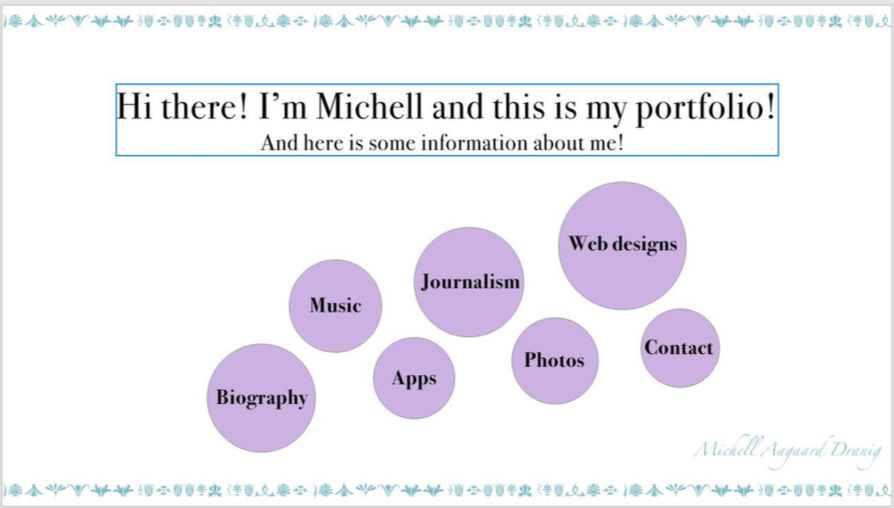 Hi there! I'm Michell and this is my portfolio!
And here is some information about me!
Web designs
Journalism
Music
Contact
Photos
Apps
Biography
Michell Aagaard Dranig